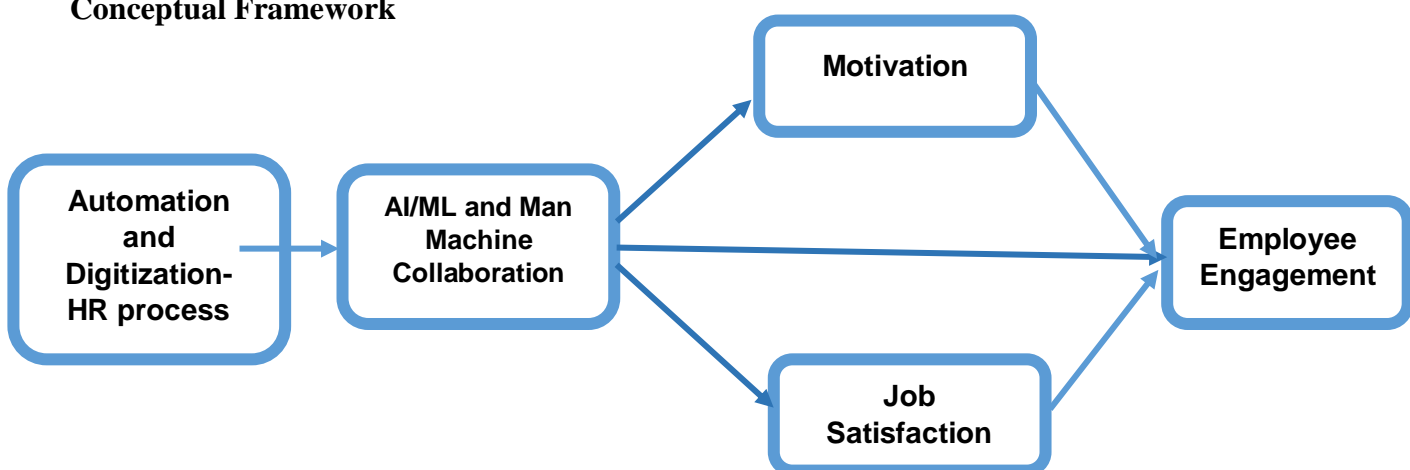 Conceptual Framework
Motivation
Automation
and
Digitization-
HR process
AI/ML and Man
Machine
Collaboration
Employee
Engagement
Job
Satisfaction